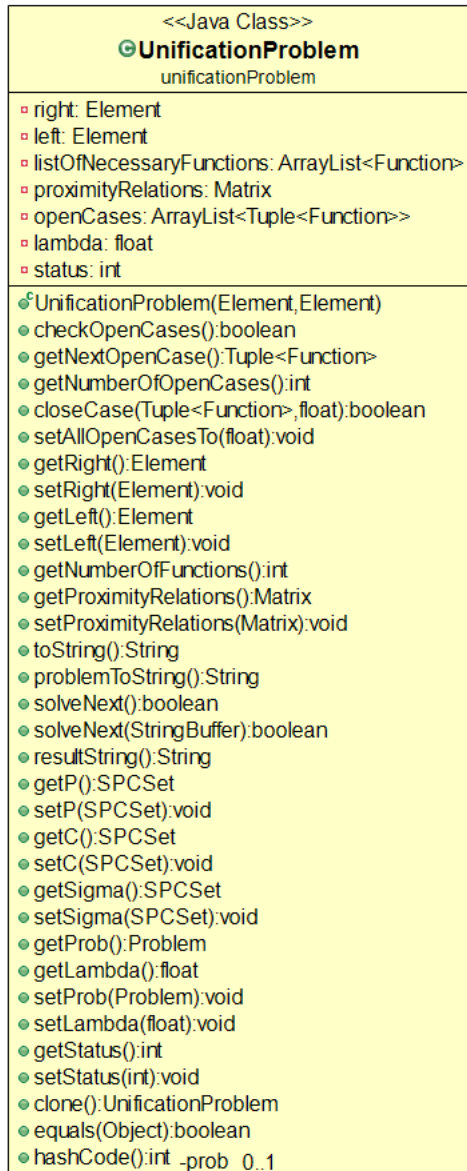 <<Java Class>>
UnificationProblem
unificationProblem
right: Element
left: Element
listOfNecessaryFunctions: ArrayList<Function>
proximityRelations: Matrix
openCases: ArrayList<Tuple<Function>>
lambda: float
status: int
UnificationProblem(Element,Element)
checkOpenCases():boolean
getNextOpenCase():Tuple<Function>
getNumberOfOpenCases():int
closeCase(Tuple<Function>,float):boolean
setAllOpenCasesTo(float):void
getRight():Element
setRight(Element):void
getLeft():Element
setLeft(Element):void
getNumberOfFunctions():int
getProximityRelations():Matrix
setProximityRelations(Matrix):void
toString():String
problemToString():String
solveNext():boolean
solveNext(StringBuffer):boolean
resultString():String
getP():SPCSet
setP(SPCSet):void
getC():SPCSet
setC(SPCSet):void
getSigma():SPCSet
setSigma(SPCSet):void
getProb():Problem
getLambda():float
setProb(Problem):void
setLambda(float):void
getStatus():int
setStatus(int):void
clone():UnificationProblem
equals(Object):boolean
hashCode():int -prob 0..1